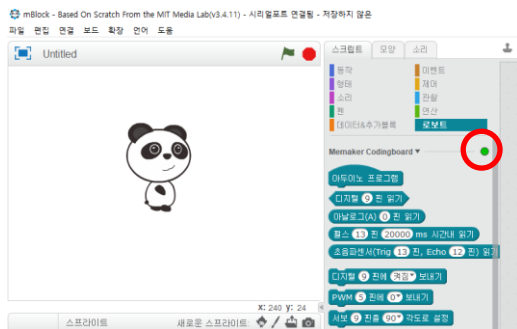 mBlock - Based On Scratch From the MIT Media Lab(v3.4.11) - 시리얼포트 연결됨 - 저장하지 않은
파일 편집 연결 보드 확장 언어 도움
Untitled
스크립트 모양 소리
동작 이벤트
형태 제어
소리 관찰
펜 연산
데이터&추가블록 로보트
Memaker Codingboard
아두이노 프로그램
디지털 9 핀 읽기
아날로그(A) 0 핀 읽기
펄스 13 핀 20000 ms 시간내 읽기
초음파센서(Trig 13 핀, Echo 12 핀) 읽기
디지털 9 핀에 켜짐 보내기
PWM 5 핀에 0 보내기
서보 9 핀을 90 각도로 설정
X: 240 y: 24
스프라이트 새로운 스프라이트: